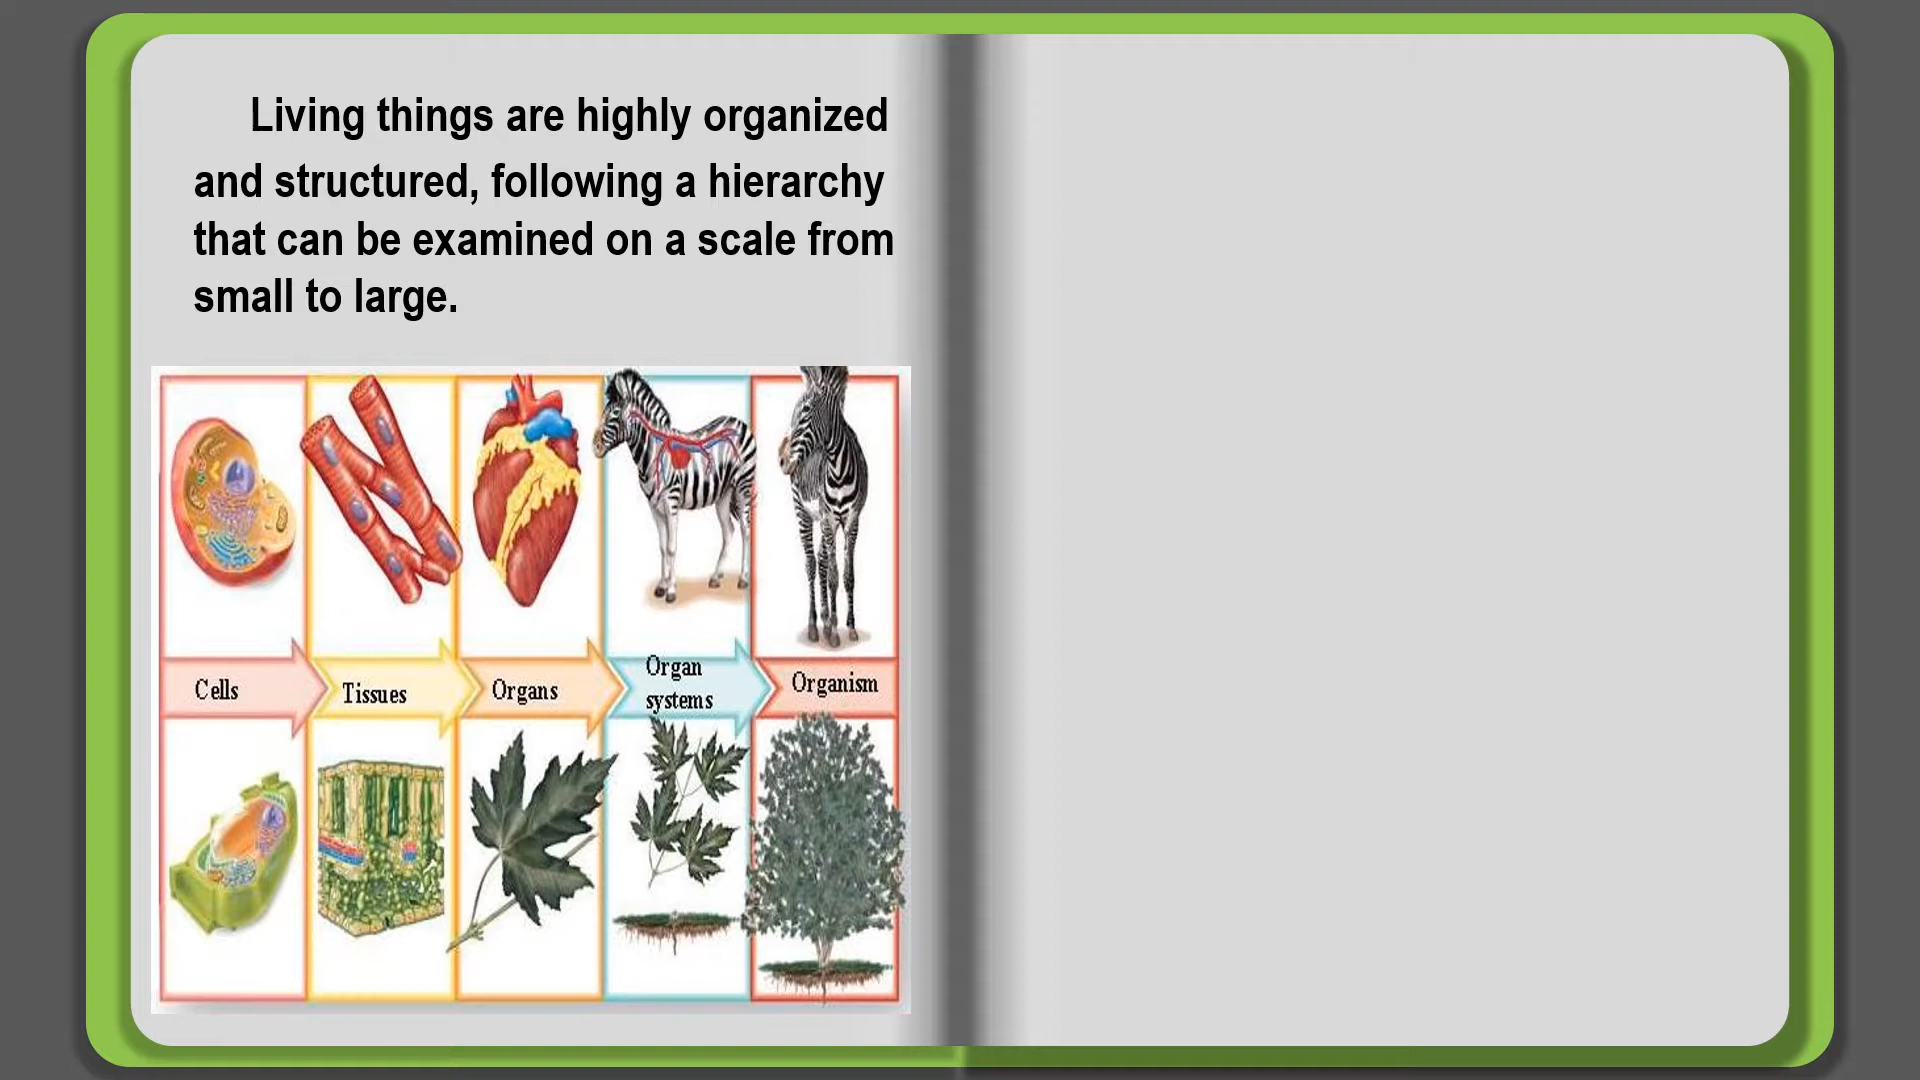 Living things are highly organized
and structured, following a hierarchy
that can be examined on a scale from
small to large.
Cells
Tissues
Organs
Organ
systems
Organism